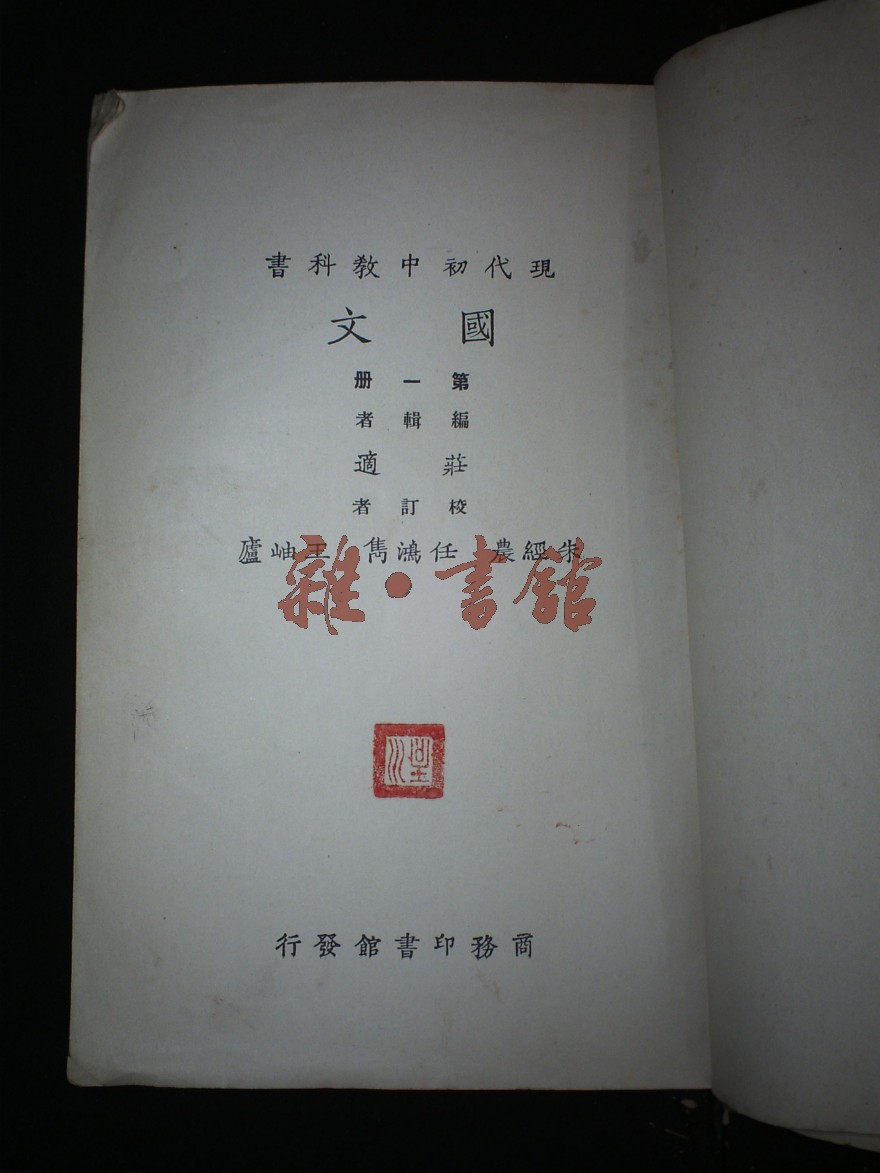 現代初中教科書
國文
第一册
編輯者
莊適
校訂者
朱經農 任鴻雋 王岫廬
雜·書館
商務印書館發行